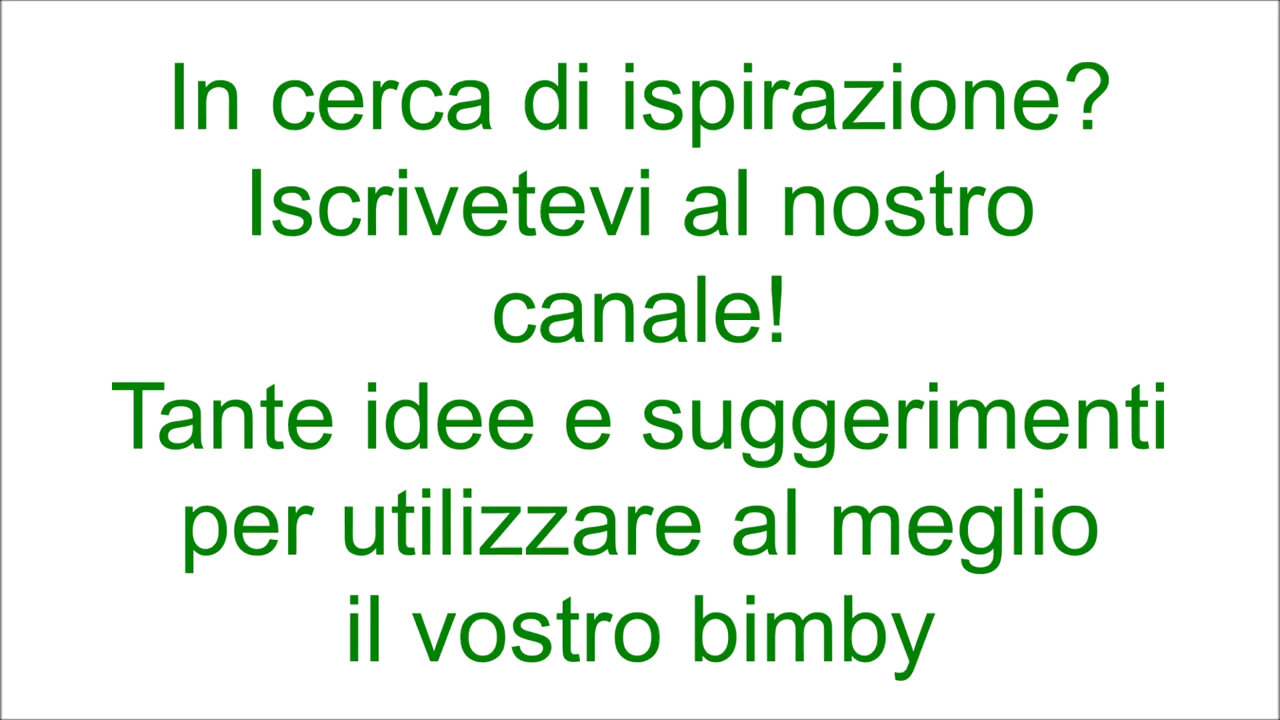 In cerca di ispirazione?
Iscrivetevi al nostro
canale!
Tante idee e suggerimenti
per utilizzare al meglio
il vostro bimby